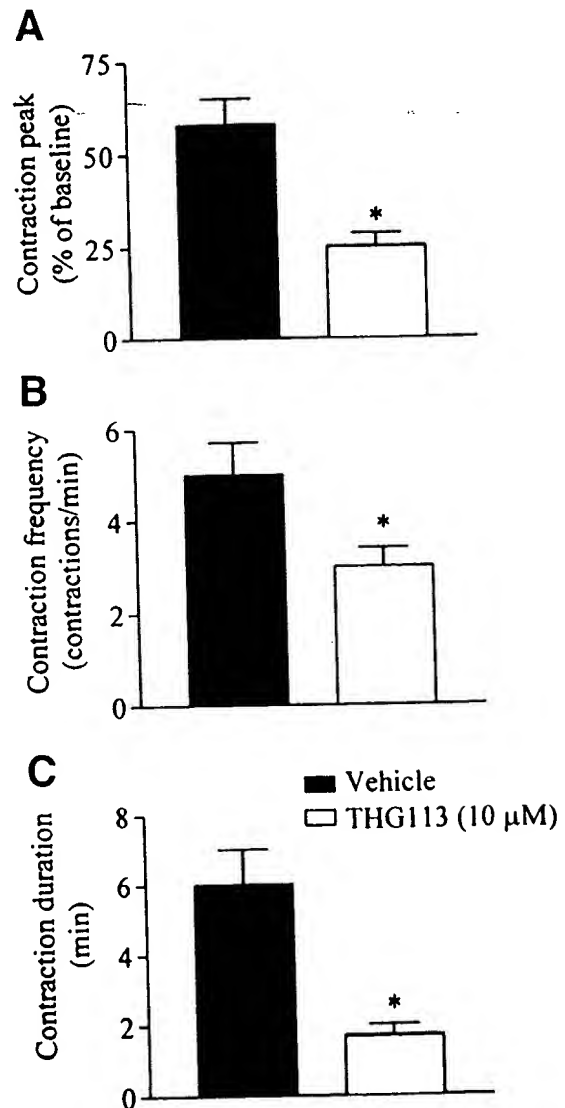 A
Contraction peak
(% of baseline)
75
50
25
0
*
B
Contraction frequency
(contractions/min)
6
4
2
0
*
C
Vehicle
THG113 (10 μM)
Contraction duration
(min)
8
6
4
2
0
*